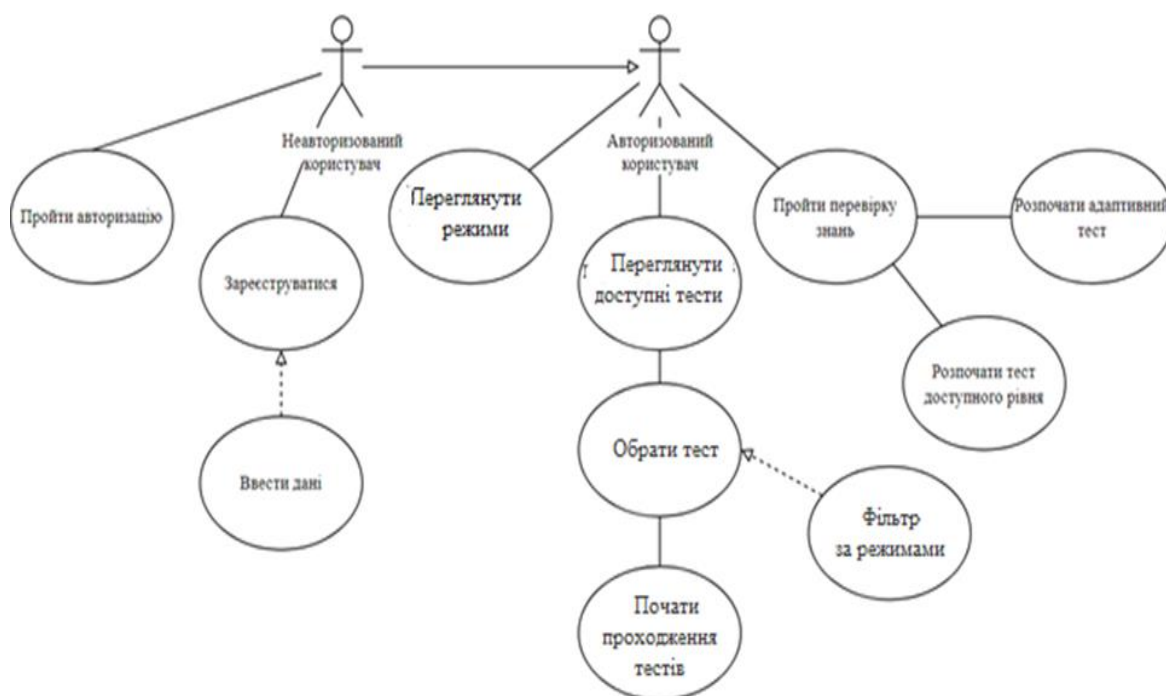 Неавторизований
користувач
Авторизований
користувач
Пройти авторизацію
Зареєструватися
Ввести дані
Переглянути
режими
Переглянути
доступні тести
Обрати тест
Фільтр
за режимами
Почати
проходження
тестів
Пройти перевірку
знань
Розпочати адаптивний
тест
Розпочати тест
доступного рівня